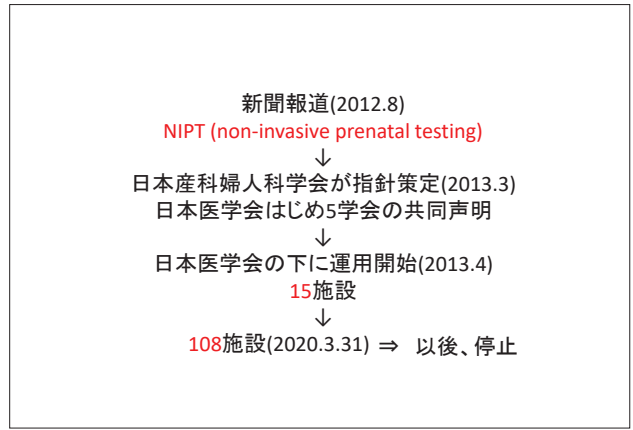 新聞報道(2012.8)
NIPT (non-invasive prenatal testing)
↓
日本産科婦人科学会が指針策定(2013.3)
日本医学会はじめ5学会の共同声明
↓
日本医学会の下に運用開始(2013.4)
15施設
↓
108施設(2020.3.31) ⇒ 以後、停止